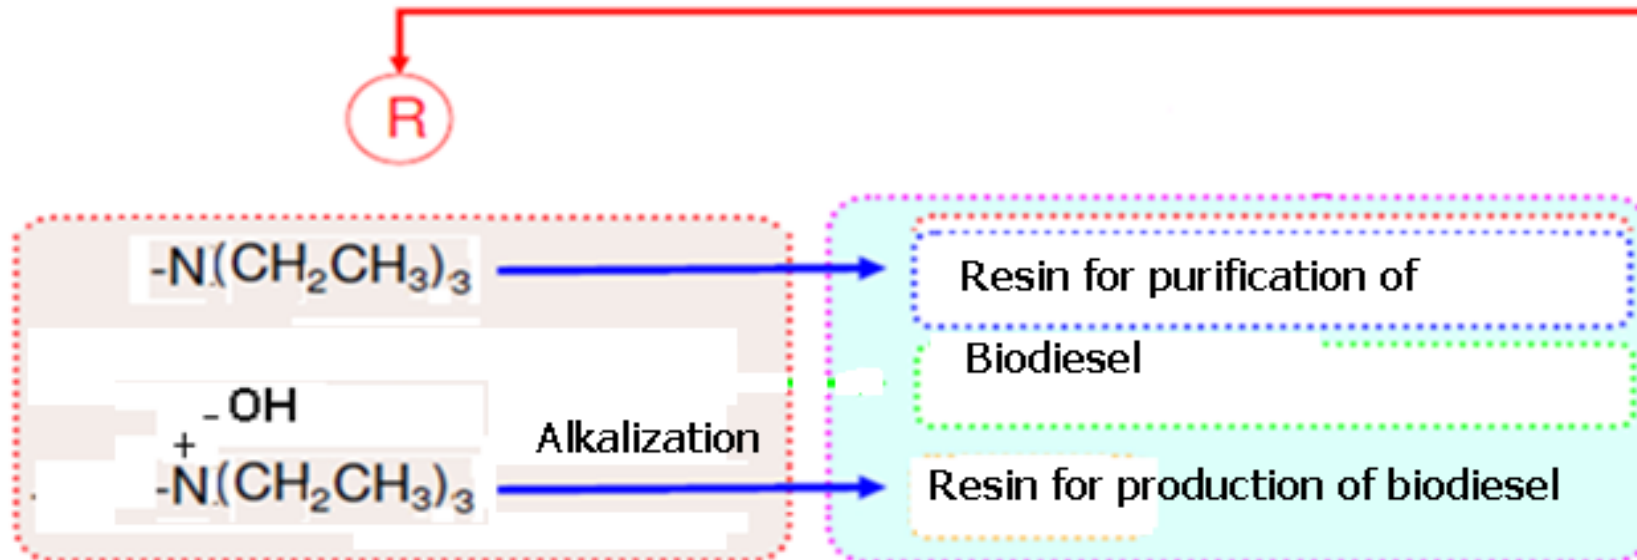 R
-N(CH₂CH₃)₃
Resin for purification of
Biodiesel
- OH
+
Alkalization
-N(CH₂CH₃)₃
Resin for production of biodiesel